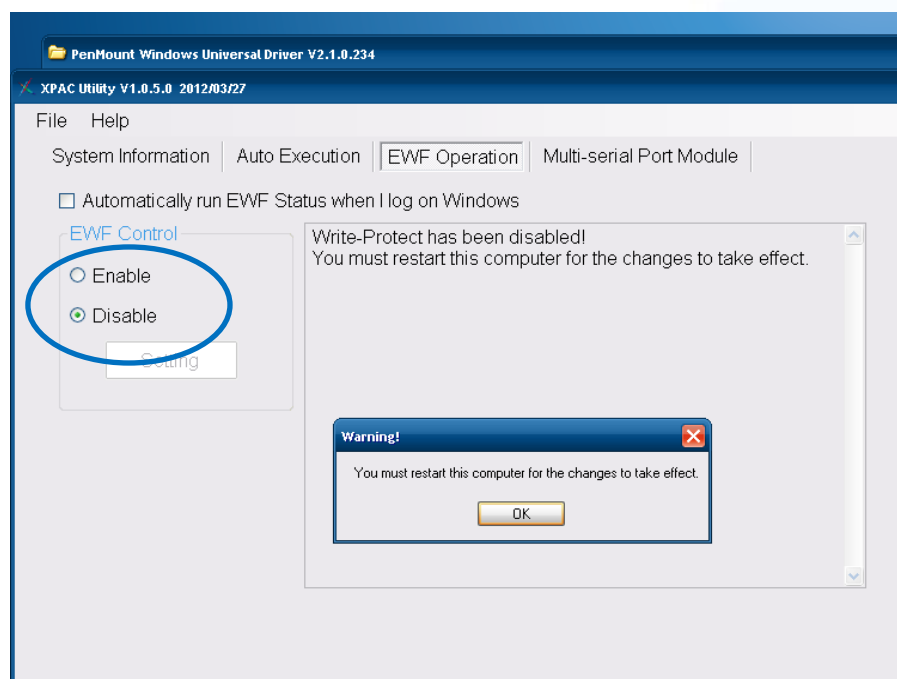 PenMount Windows Universal Driver V2.1.0.234
XPAC Utility V1.0.5.0 2012/03/27
File Help
System Information Auto Execution EWF Operation Multi-serial Port Module
Automatically run EWF Status when I log on Windows
EWF Control
Enable
Disable
Setting
Write-Protect has been disabled!
You must restart this computer for the changes to take effect.
Warning!
You must restart this computer for the changes to take effect.
OK